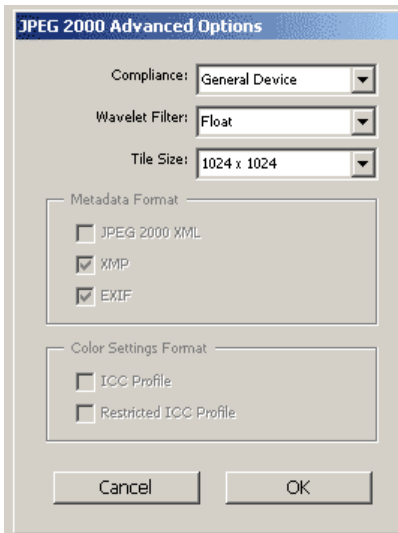 JPEG 2000 Advanced Options
Compliance: General Device
Wavelet Filter: Float
Tile Size: 1024 x 1024
Metadata Format
JPEG 2000 XML
XMP
EXIF
Color Settings Format
ICC Profile
Restricted ICC Profile
Cancel OK